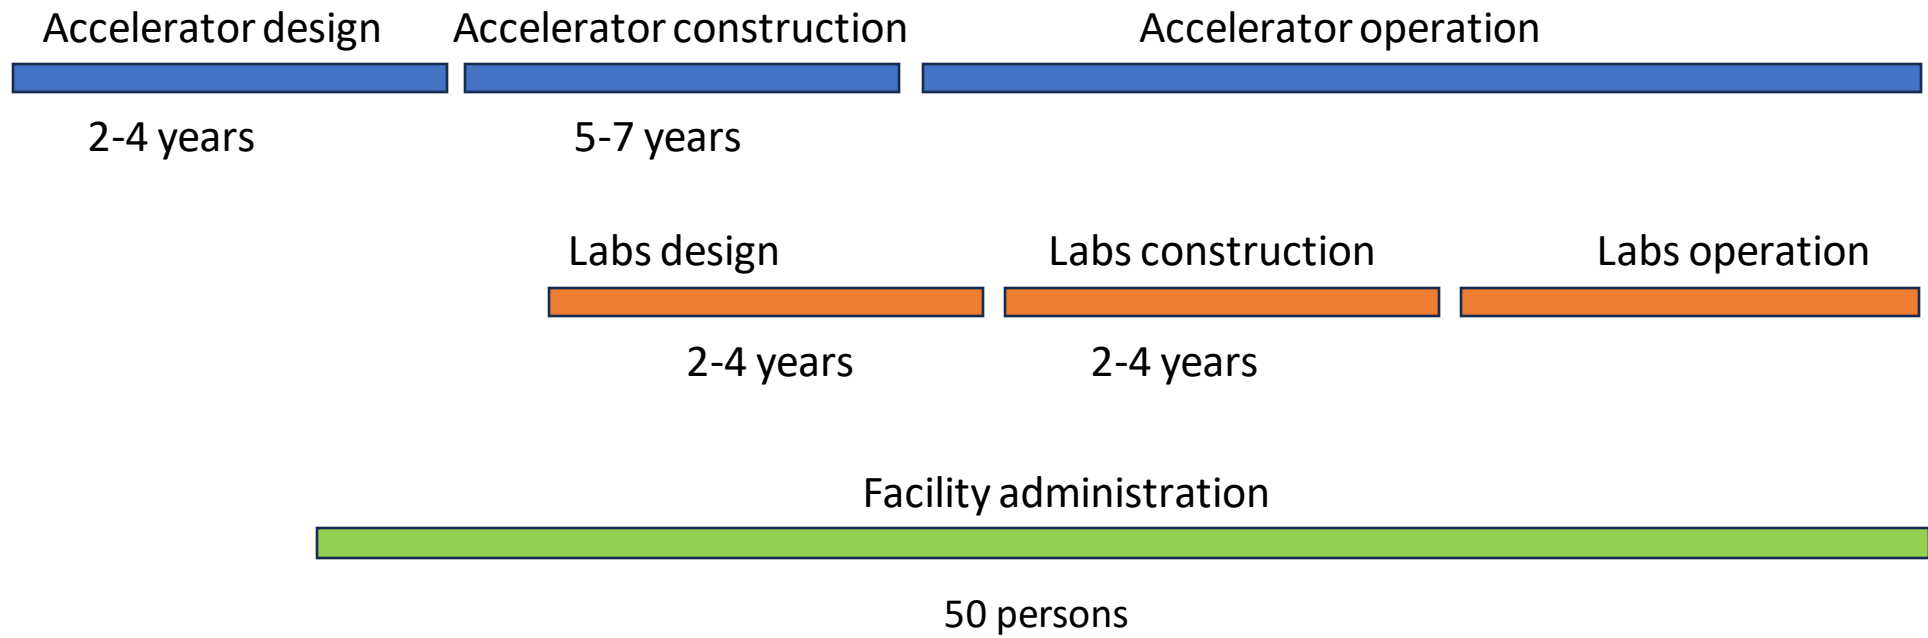 Accelerator design Accelerator construction Accelerator operation
2-4 years 5-7 years
Labs design Labs construction Labs operation
2-4 years 2-4 years
Facility administration
50 persons